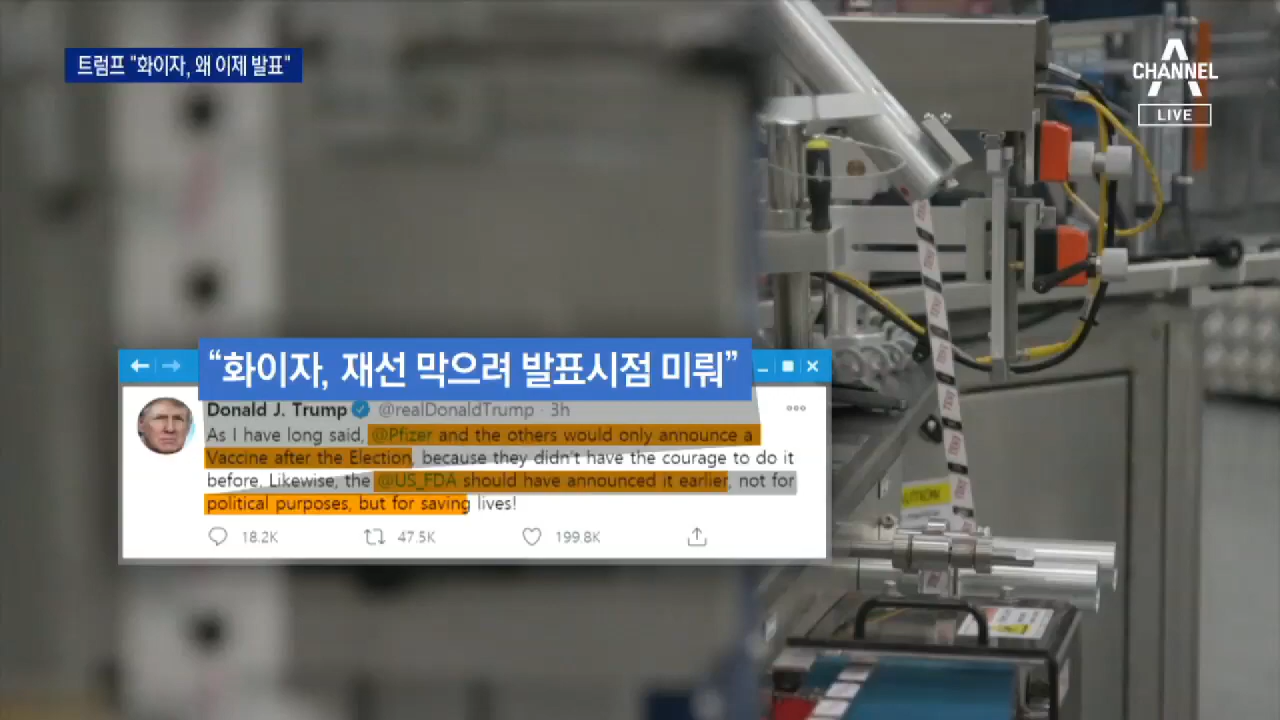 트럼프 "화이자, 왜 이제 발표"
CHANNEL
LIVE
“화이자, 재선 막으려 발표시점 미뤄”
Donald J. Trump @realDonaldTrump · 3h
As I have long said, @Pfizer and the others would only announce a
Vaccine after the Election, because they didn't have the courage to do it
before. Likewise, the @US_FDA should have announced it earlier, not for
political purposes, but for saving lives!
18.2K 47.5K 199.8K